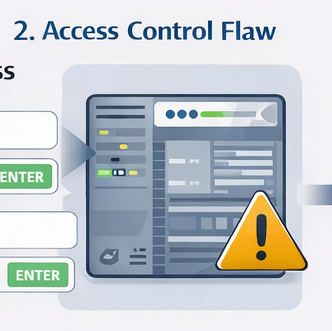 2. Access Control Flaw
ss
ENTER
ENTER